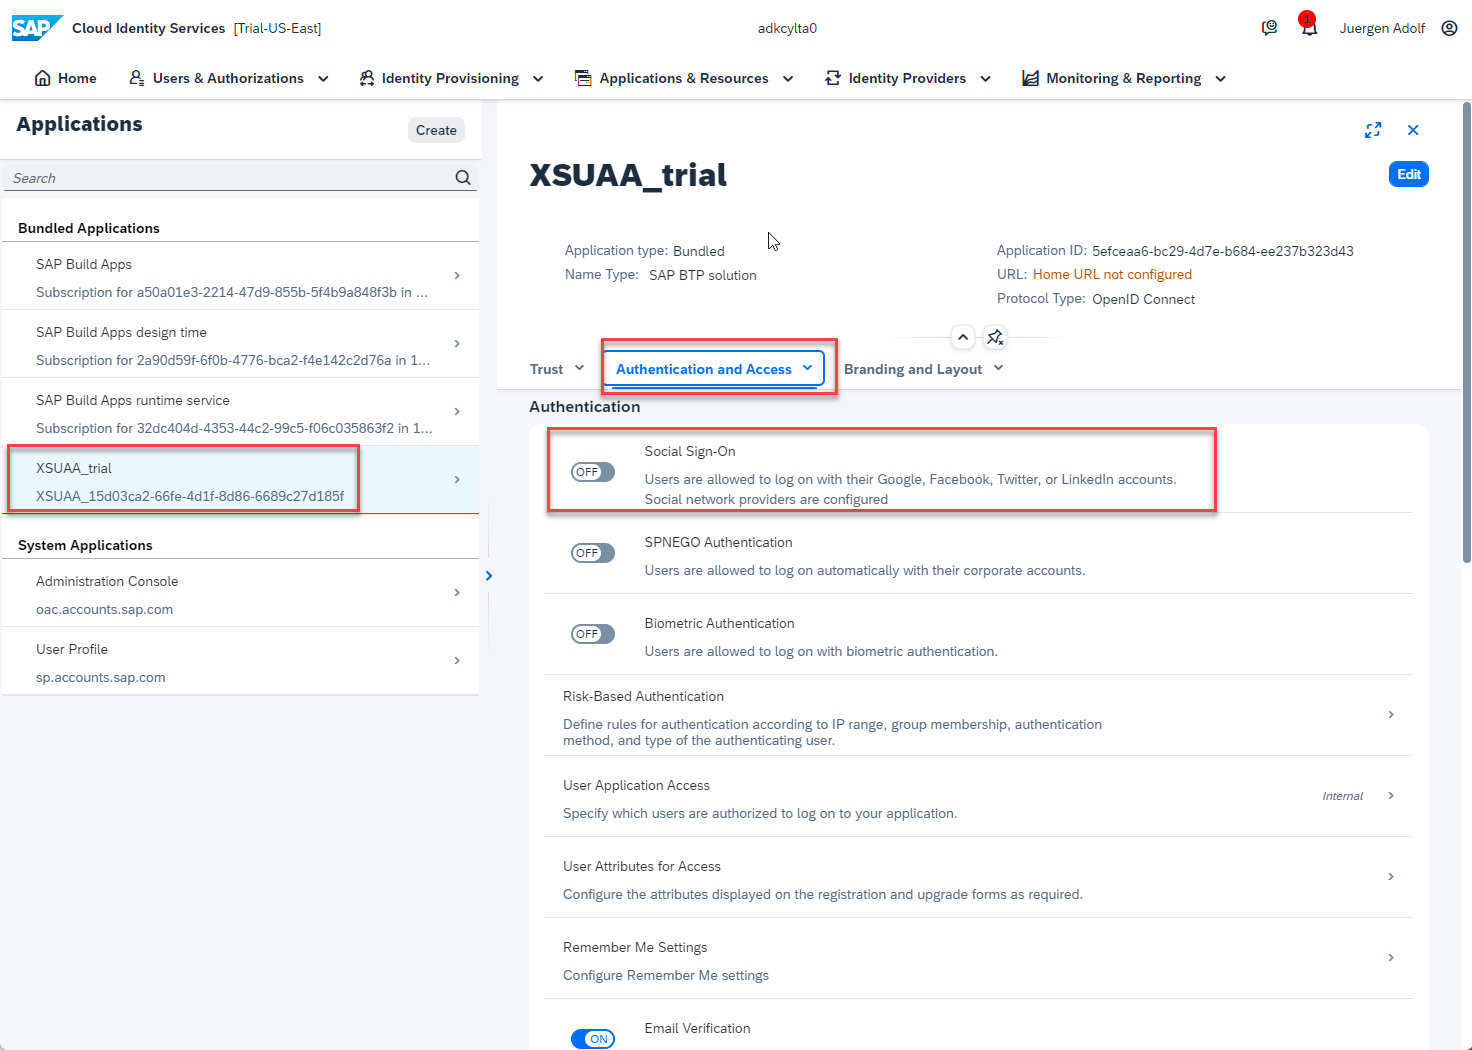 SAP Cloud Identity Services [Trial-US-East]
adkcylta0
1
Juergen Adolf
Home
Users & Authorizations
Identity Provisioning
Applications & Resources
Identity Providers
Monitoring & Reporting
Applications
Create
Search
Bundled Applications
SAP Build Apps
Subscription for a50a01e3-2214-47d9-855b-5f4b9a848f3b in ...
SAP Build Apps design time
Subscription for 2a90d59f-6f0b-4776-bca2-f4e142c2d76a in 1...
SAP Build Apps runtime service
Subscription for 32dc404d-4353-44c2-99c5-f06c035863f2 in 1...
XSUAA_trial
XSUAA_15d03ca2-66fe-4d1f-8d86-6689c27d185f
System Applications
Administration Console
oac.accounts.sap.com
User Profile
sp.accounts.sap.com
XSUAA_trial
Edit
Application type: Bundled
Name Type: SAP BTP solution
Application ID: 5efceaa6-bc29-4d7e-b684-ee237b323d43
URL: Home URL not configured
Protocol Type: OpenID Connect
Trust
Authentication and Access
Branding and Layout
Authentication
OFF
Social Sign-On
Users are allowed to log on with their Google, Facebook, Twitter, or LinkedIn accounts.
Social network providers are configured
OFF
SPNEGO Authentication
Users are allowed to log on automatically with their corporate accounts.
OFF
Biometric Authentication
Users are allowed to log on with biometric authentication.
Risk-Based Authentication
Define rules for authentication according to IP range, group membership, authentication
method, and type of the authenticating user.
User Application Access
Specify which users are authorized to log on to your application.
Internal
User Attributes for Access
Configure the attributes displayed on the registration and upgrade forms as required.
Remember Me Settings
Configure Remember Me settings
ON
Email Verification